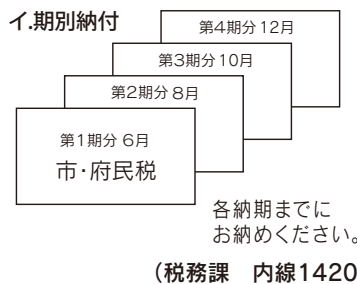 イ.期別納付
第4期分 12月
第3期分 10月
第2期分 8月
第1期分 6月
市・府民税
各納期までに
お納めください。
(税務課 内線1420